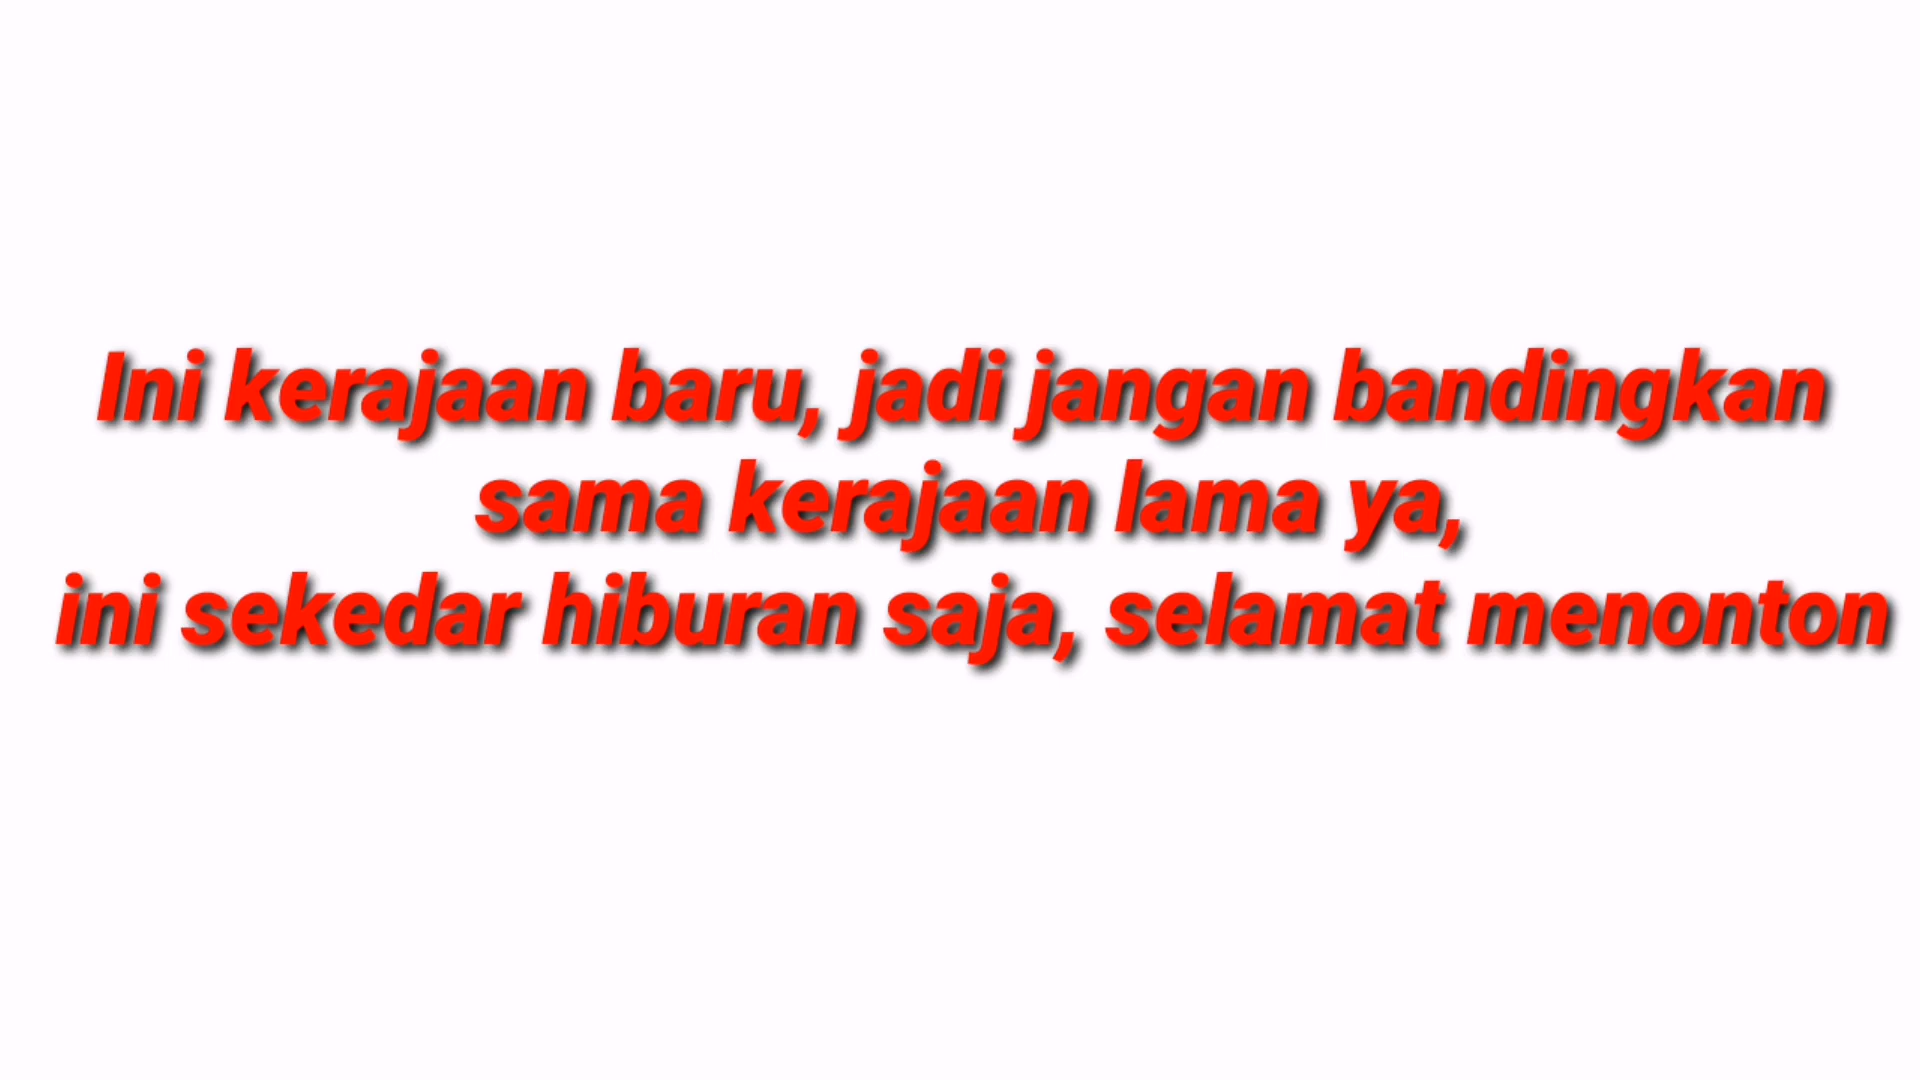 Ini kerajaan baru, jadi jangan bandingkan
sama kerajaan lama ya,
ini sekedar hiburan saja, selamat menonton